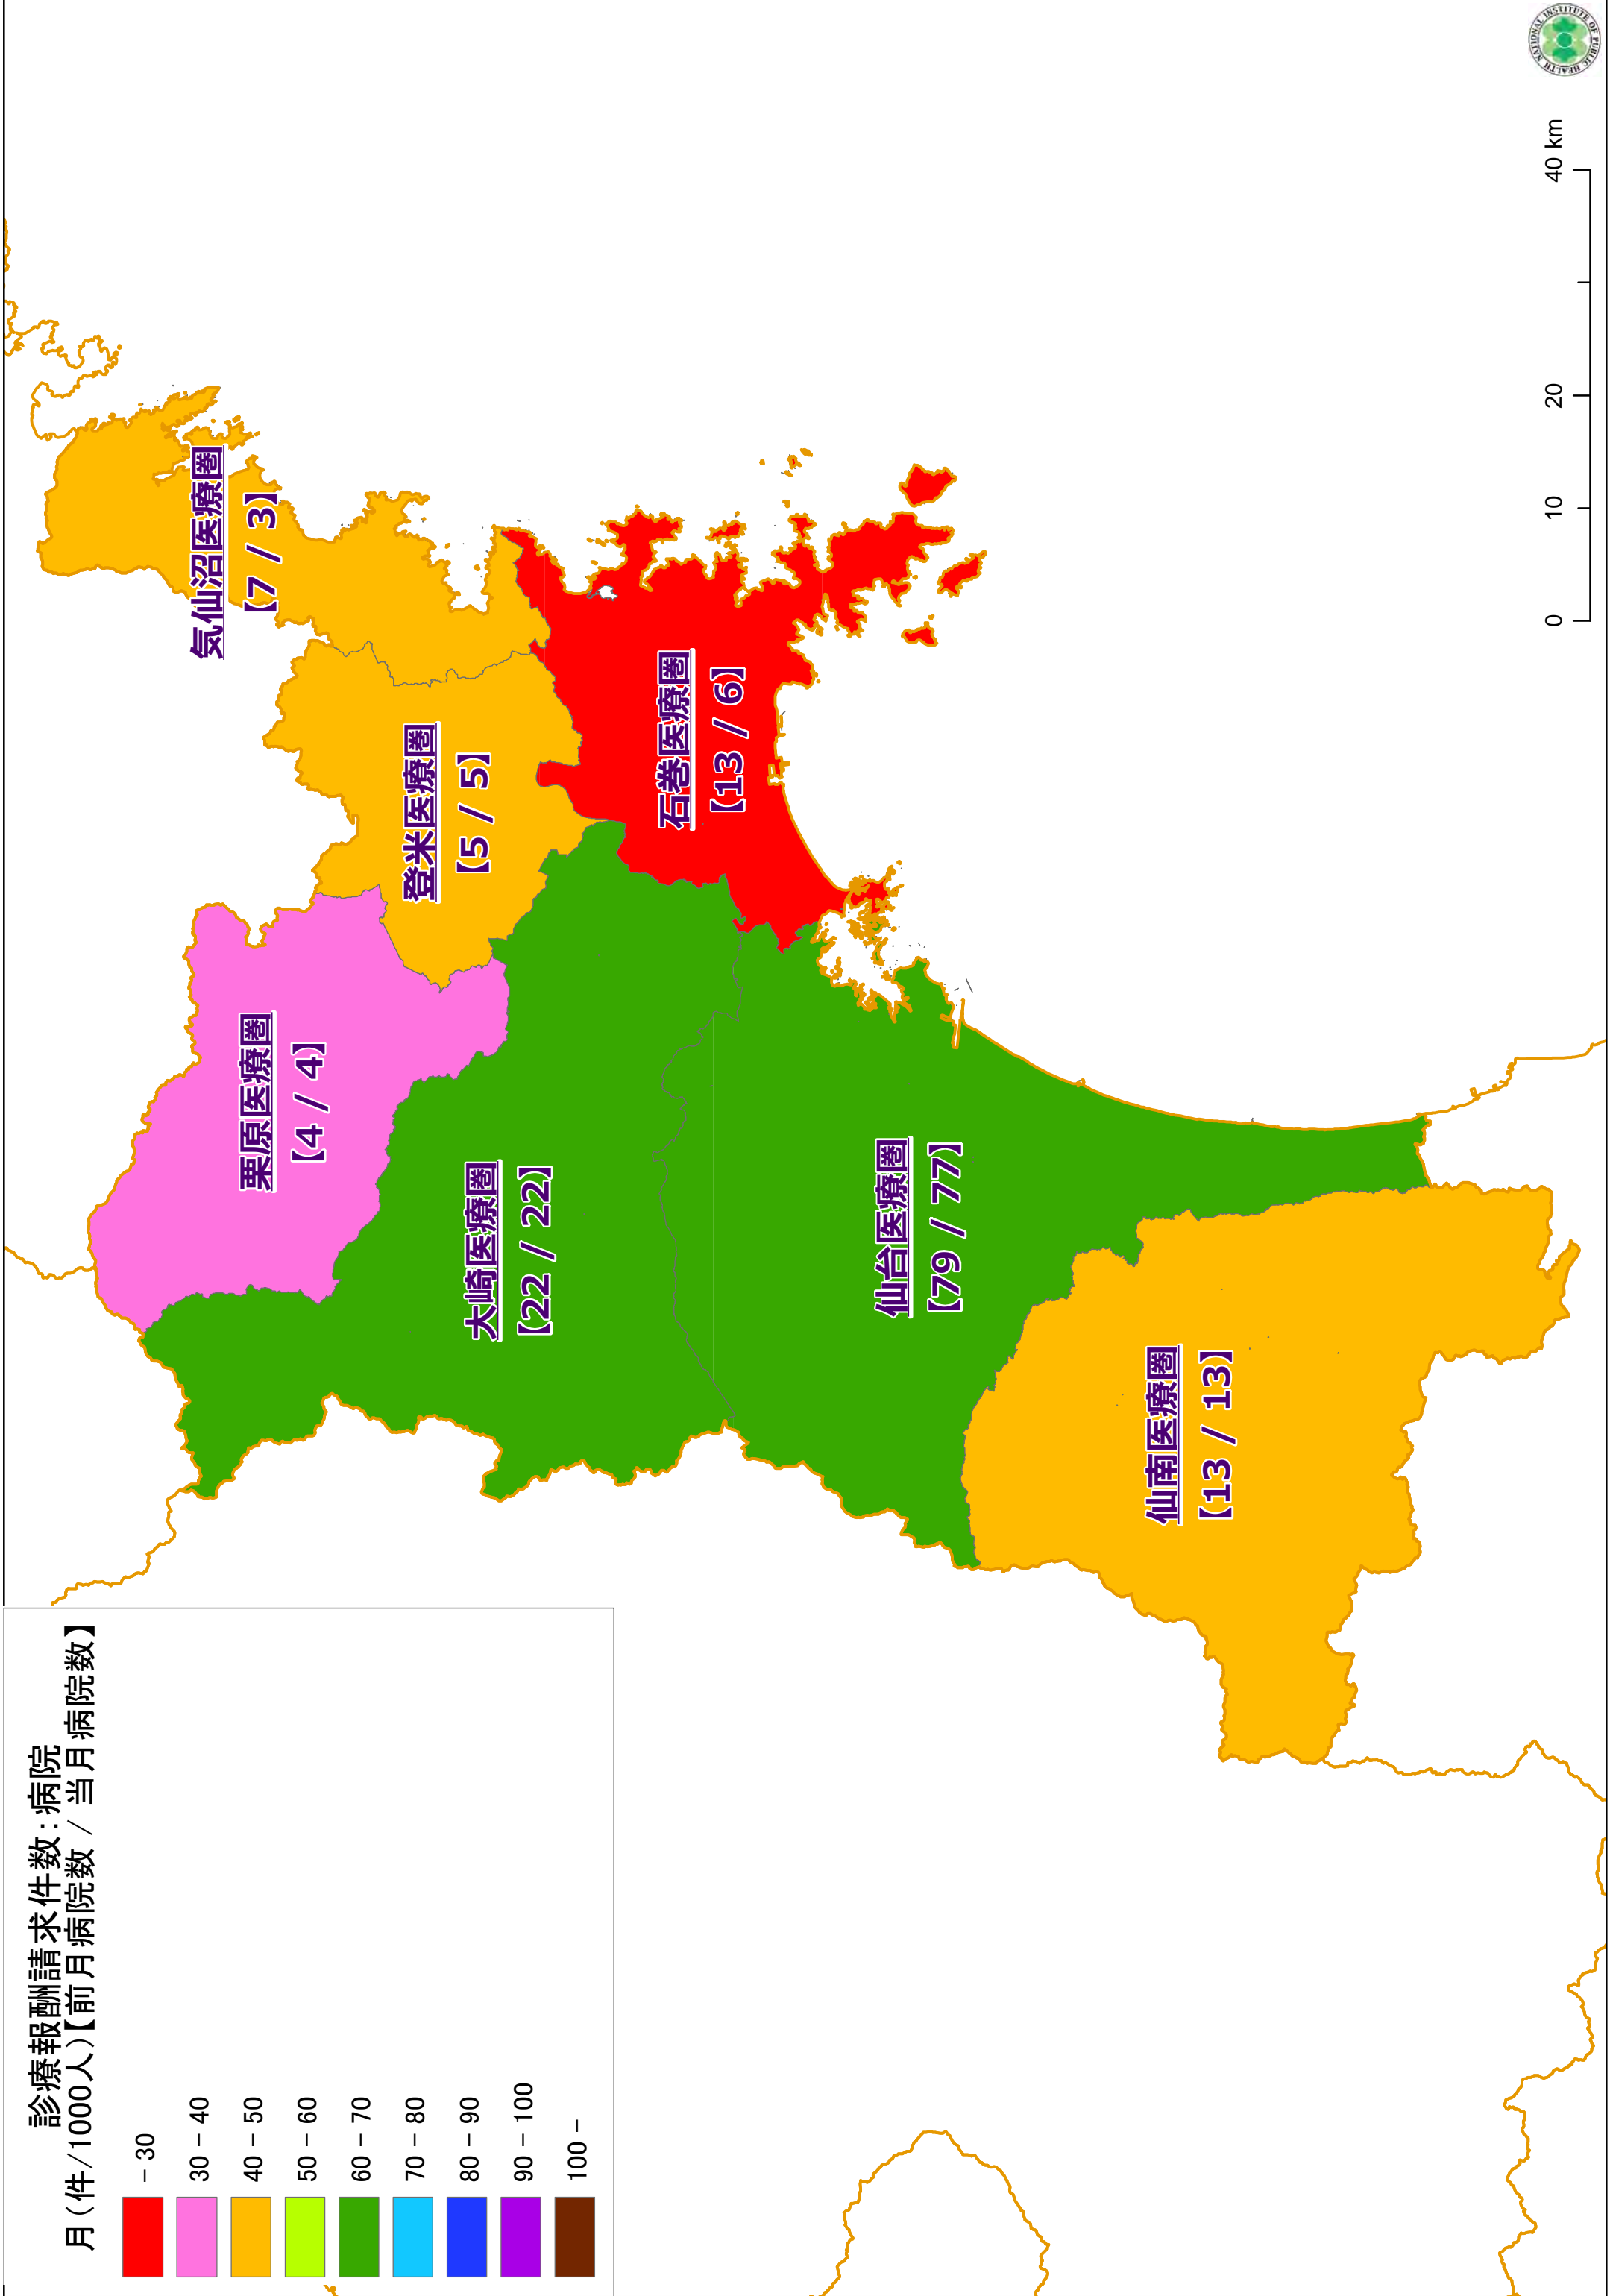 診療報酬請求件数：病院
月（件/1000人）【前月病院数 / 当月病院数】
- 30
30 - 40
40 - 50
50 - 60
60 - 70
70 - 80
80 - 90
90 - 100
100 -
気仙沼医療圏
【7 / 3】
登米医療圏
【5 / 5】
栗原医療圏
【4 / 4】
石巻医療圏
【13 / 6】
大崎医療圏
【22 / 22】
仙台医療圏
【79 / 77】
仙南医療圏
【13 / 13】
0 10 20 40 km
NATIONAL INSTITUTE OF PUBLIC HEALTH